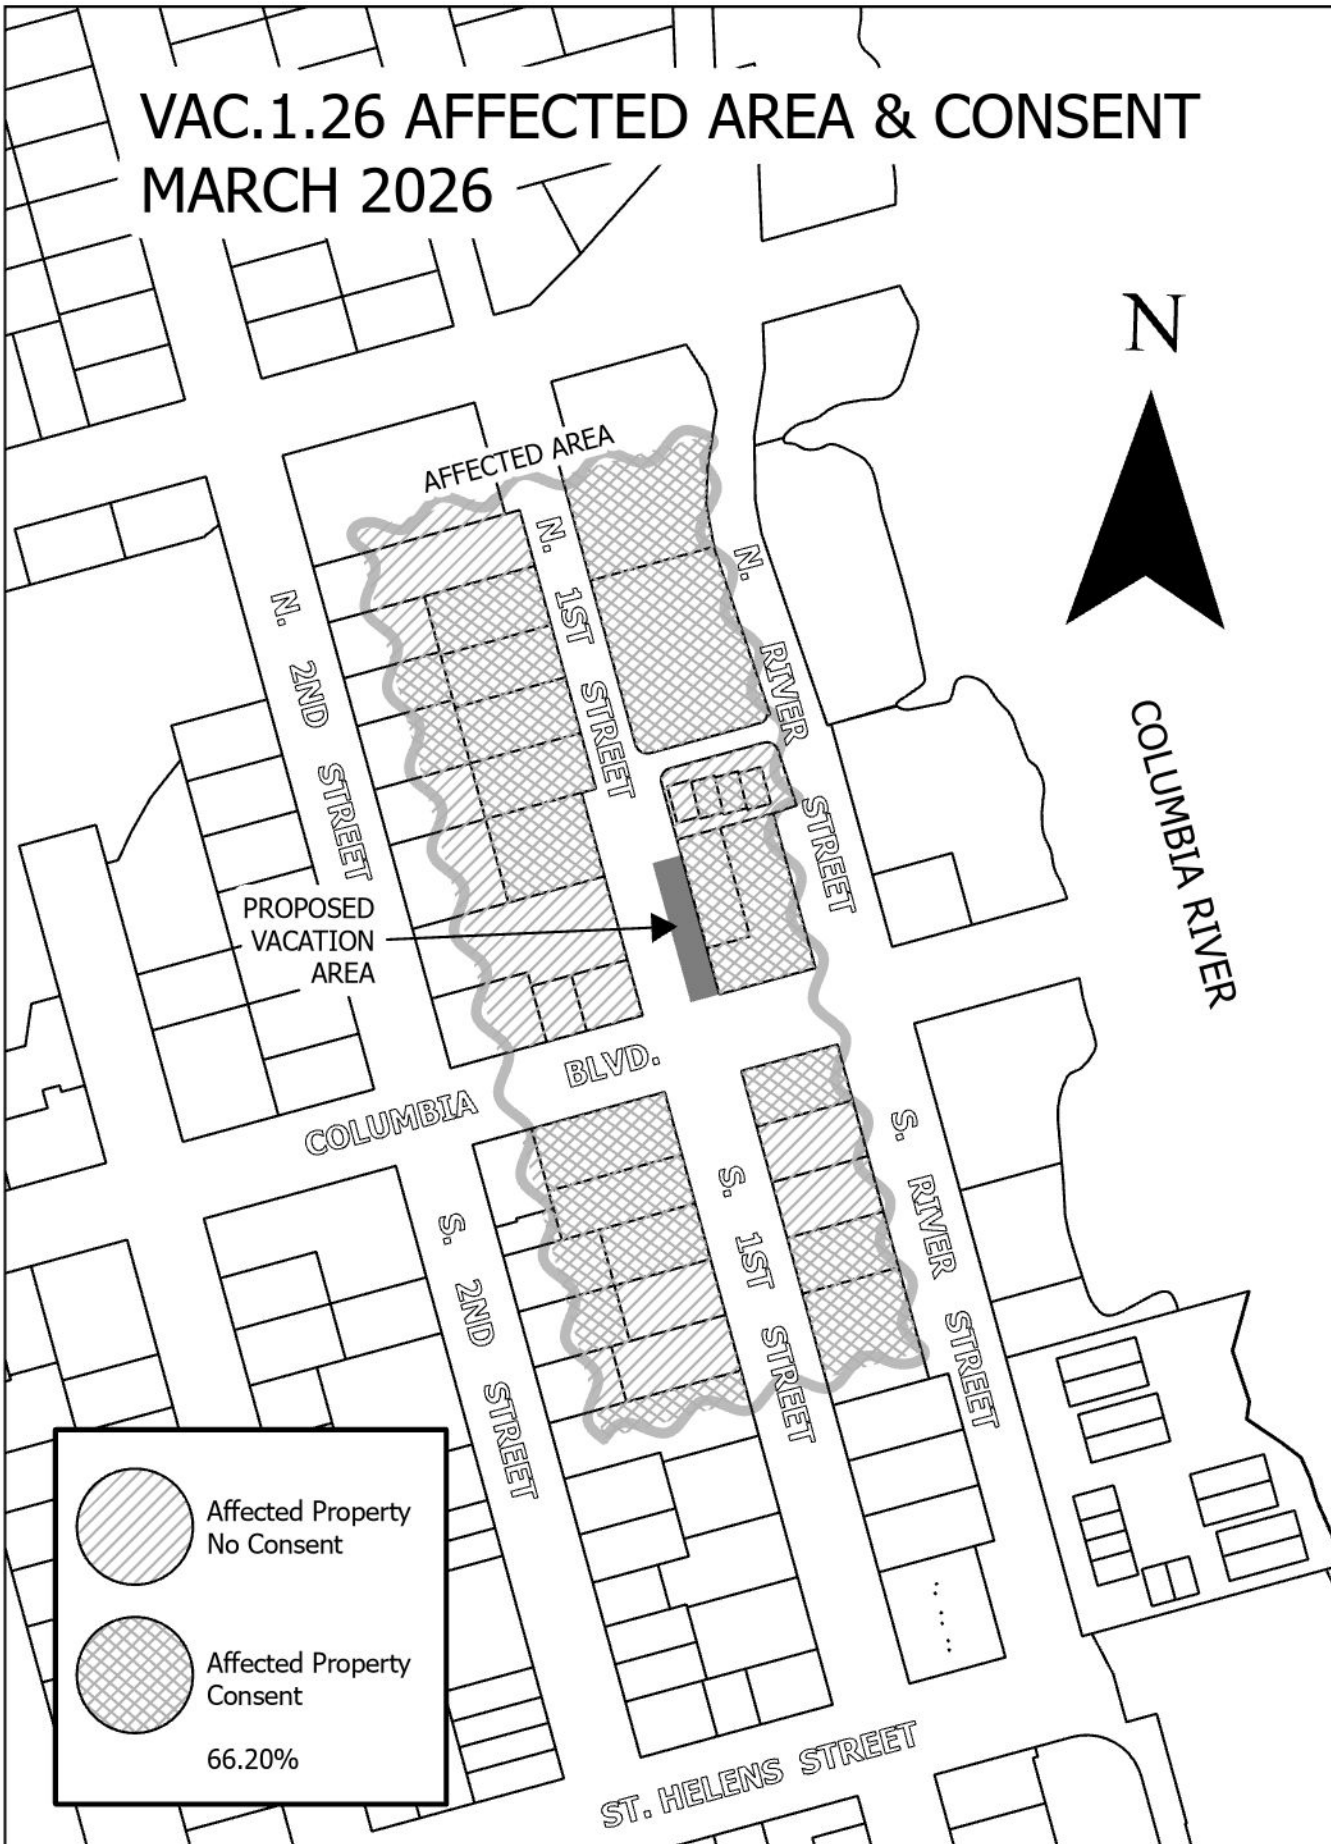 VAC.1.26 AFFECTED AREA & CONSENT
MARCH 2026
N
AFFECTED AREA
N. 1ST STREET
N. RIVER STREET
N. 2ND STREET
COLUMBIA RIVER
PROPOSED
VACATION
AREA
COLUMBIA BLVD.
S. 2ND STREET
S. 1ST STREET
S. RIVER STREET
Affected Property
No Consent
Affected Property
Consent
66.20%
ST. HELENS STREET